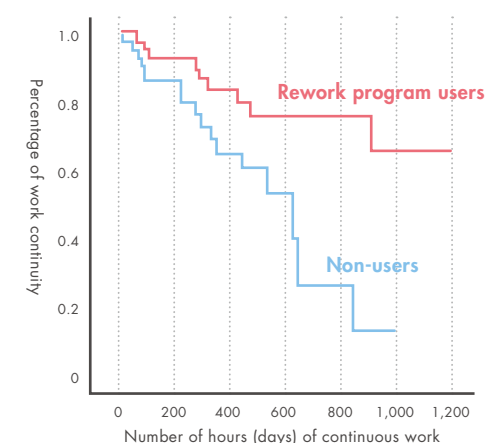 1.0
Rework program users
0.8
Percentage of work continuity
0.6
0.4
Non-users
0.2
0
0 200 400 600 800 1,000 1,200
Number of hours (days) of continuous work